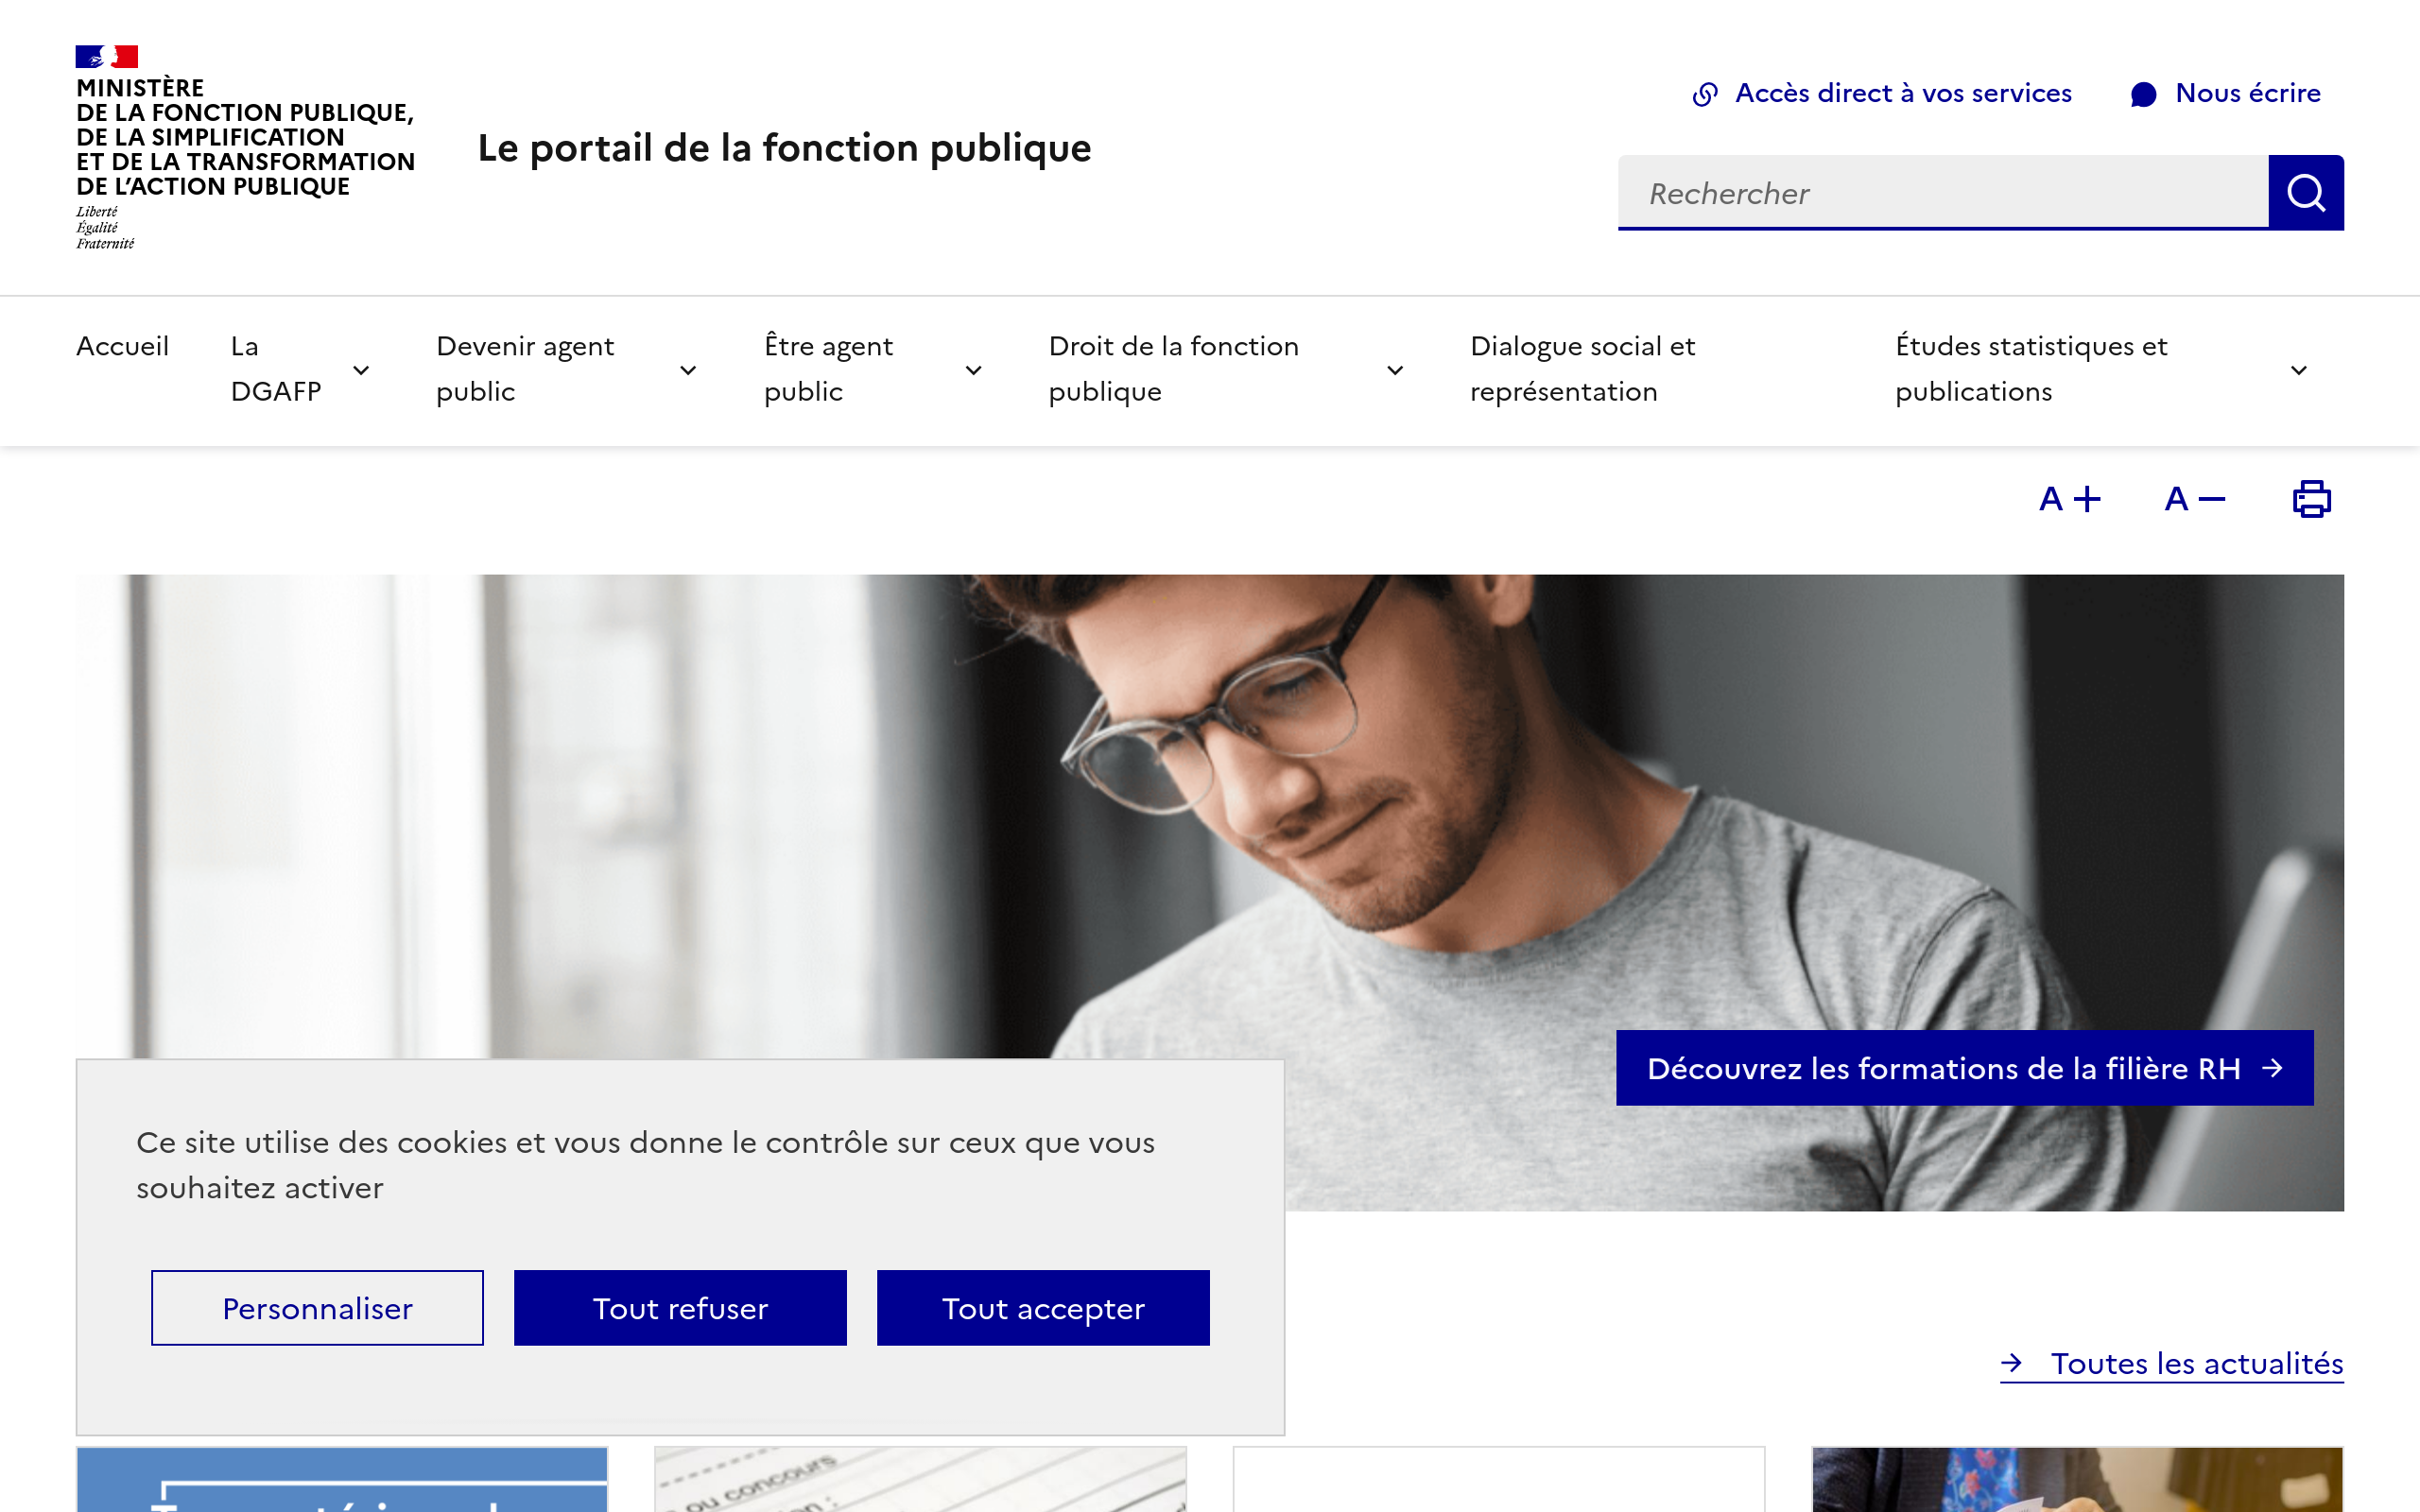 MINISTÈRE
DE LA FONCTION PUBLIQUE,
DE LA SIMPLIFICATION
ET DE LA TRANSFORMATION
DE L’ACTION PUBLIQUE
Liberté
Égalité
Fraternité
Le portail de la fonction publique
Accès direct à vos services
Nous écrire
Rechercher
Accueil
La
DGAFP
Devenir agent
public
Être agent
public
Droit de la fonction
publique
Dialogue social et
représentation
Études statistiques et
publications
A +
A −
Découvrez les formations de la filière RH
Ce site utilise des cookies et vous donne le contrôle sur ceux que vous
souhaitez activer
Personnaliser
Tout refuser
Tout accepter
Toutes les actualités
ou concours